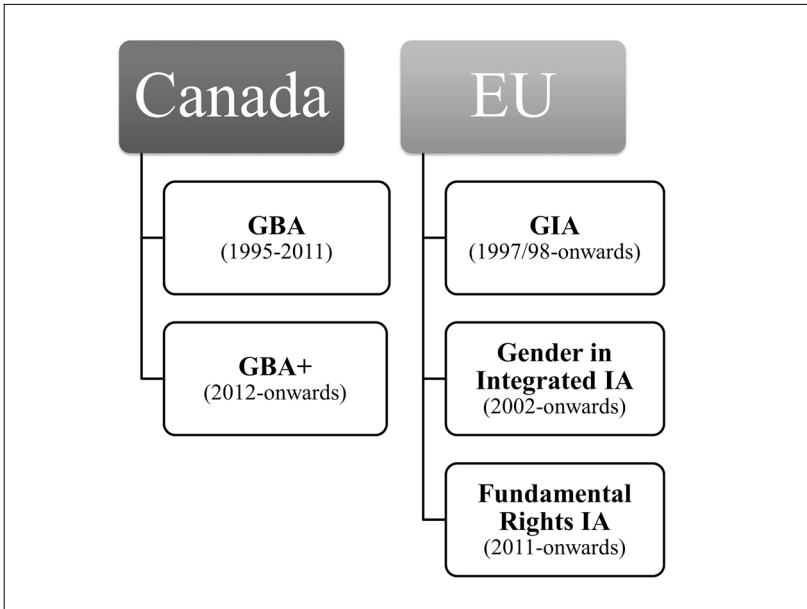 Canada
GBA
(1995-2011)
GBA+
(2012-onwards)
EU
GIA
(1997/98-onwards)
Gender in
Integrated IA
(2002-onwards)
Fundamental
Rights IA
(2011-onwards)